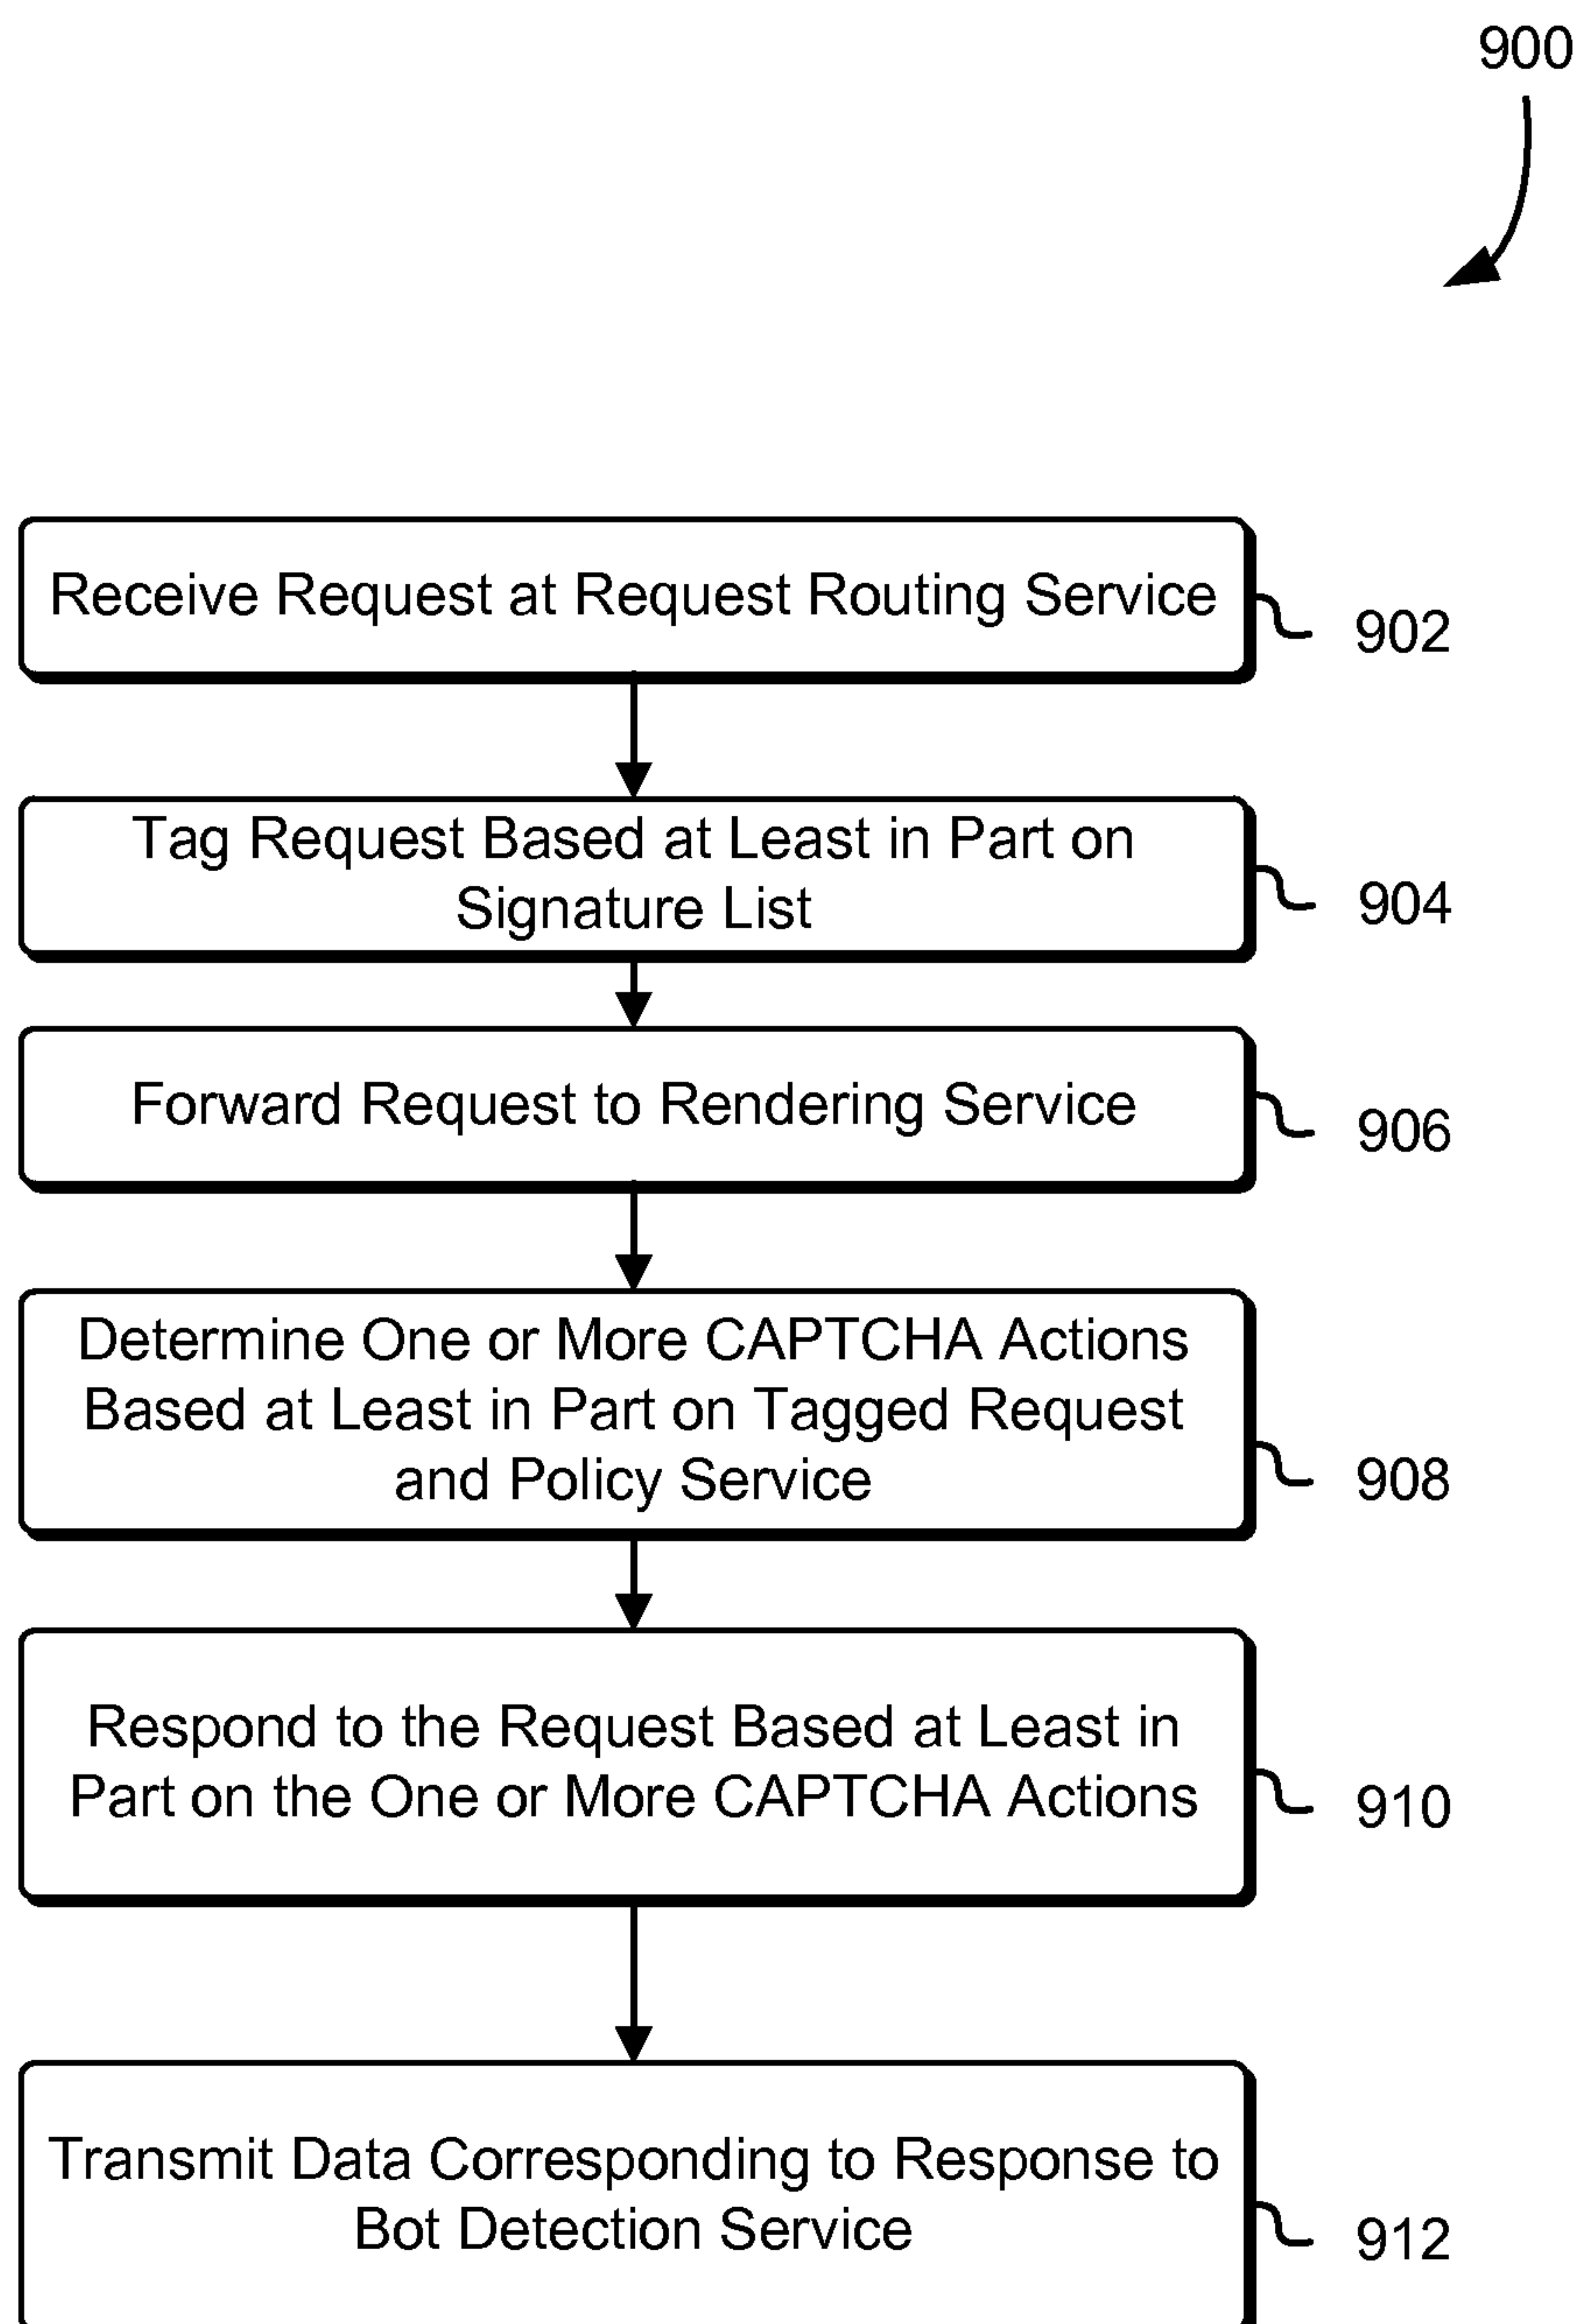 900
Receive Request at Request Routing Service
902
Tag Request Based at Least in Part on
Signature List
904
Forward Request to Rendering Service
906
Determine One or More CAPTCHA Actions
Based at Least in Part on Tagged Request
and Policy Service
908
Respond to the Request Based at Least in
Part on the One or More CAPTCHA Actions
910
Transmit Data Corresponding to Response to
Bot Detection Service
912